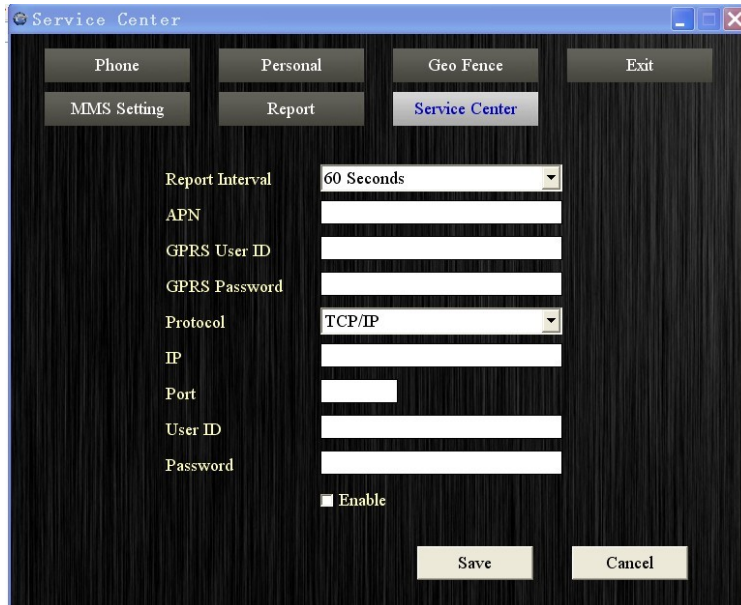 Service Center
Phone Personal Geo Fence Exit
MMS Setting Report Service Center
Report Interval 60 Seconds
APN
GPRS User ID
GPRS Password
Protocol TCP/IP
IP
Port
User ID
Password
Enable
Save Cancel